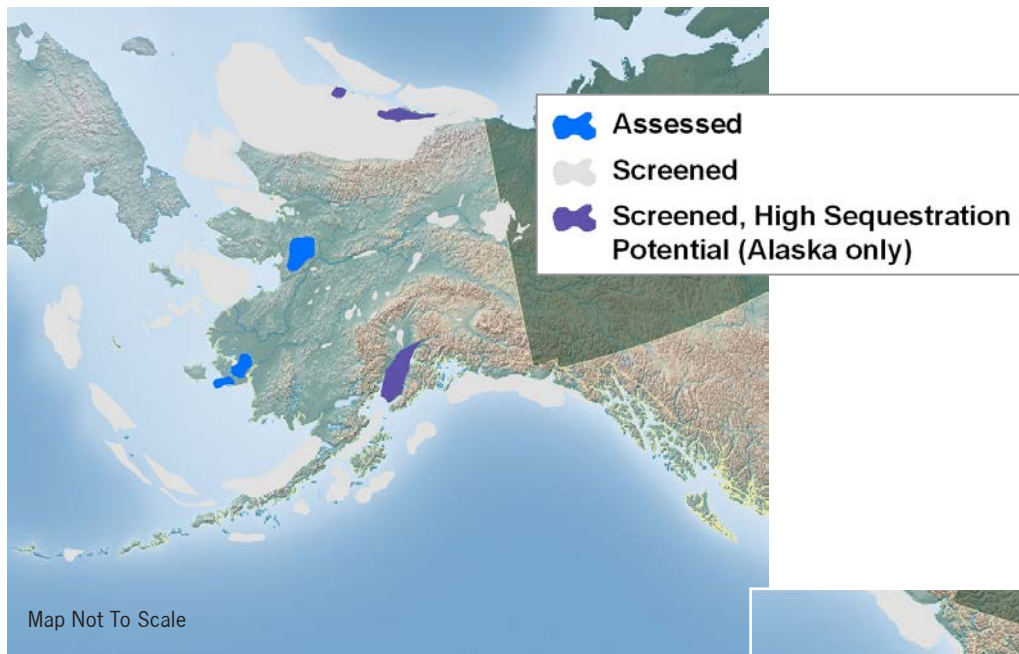 Assessed
Screened
Screened, High Sequestration
Potential (Alaska only)
Map Not To Scale